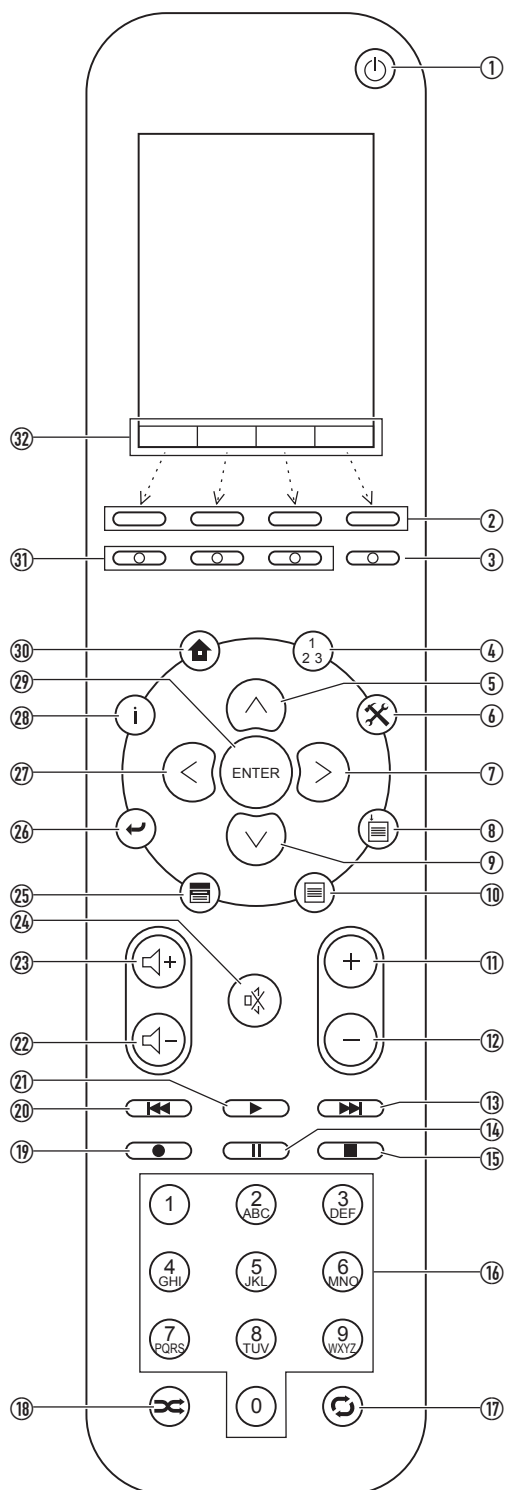 ①
㉜
②
㉛ ③
㉚ 1 2 3 ④
㉙ ⑤
㉘ i ⑥
㉗ ENTER ⑦
㉖ ⑧
⑨
㉕ ⑩
㉔
㉓ + + ⑪
㉒ − − ⑫
㉑
⑳ ⑬
⑲ ⑭
⑮
1 2 ABC 3 DEF
4 GHI 5 JKL 6 MNO ⑯
7 PQRS 8 TUV 9 WXYZ
⑱ 0 ⑰